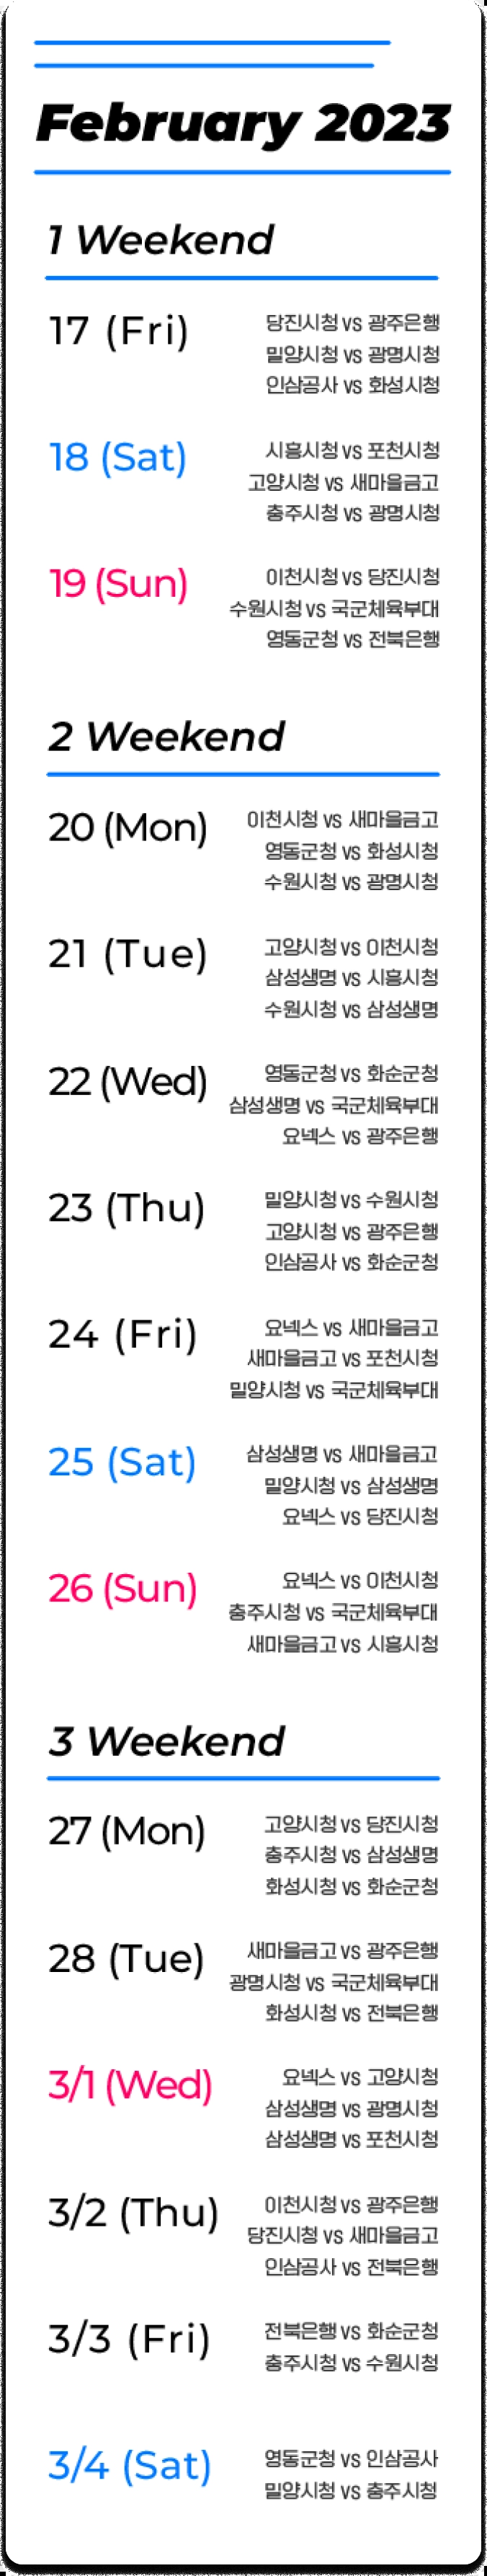 February 2023
1 Weekend
17 (Fri)
당진시청 vs 광주은행
밀양시청 vs 광명시청
인삼공사 vs 화성시청
18 (Sat)
시흥시청 vs 포천시청
고양시청 vs 새마을금고
충주시청 vs 광명시청
19 (Sun)
이천시청 vs 당진시청
수원시청 vs 국군체육부대
영동군청 vs 전북은행
2 Weekend
20 (Mon)
이천시청 vs 새마을금고
영동군청 vs 화성시청
수원시청 vs 광명시청
21 (Tue)
고양시청 vs 이천시청
삼성생명 vs 시흥시청
수원시청 vs 삼성생명
22 (Wed)
영동군청 vs 화순군청
삼성생명 vs 국군체육부대
요넥스 vs 광주은행
23 (Thu)
밀양시청 vs 수원시청
고양시청 vs 광주은행
인삼공사 vs 화순군청
24 (Fri)
요넥스 vs 새마을금고
새마을금고 vs 포천시청
밀양시청 vs 국군체육부대
25 (Sat)
삼성생명 vs 새마을금고
밀양시청 vs 삼성생명
요넥스 vs 당진시청
26 (Sun)
요넥스 vs 이천시청
충주시청 vs 국군체육부대
새마을금고 vs 시흥시청
3 Weekend
27 (Mon)
고양시청 vs 당진시청
충주시청 vs 삼성생명
화성시청 vs 화순군청
28 (Tue)
새마을금고 vs 광주은행
광명시청 vs 국군체육부대
화성시청 vs 전북은행
3/1 (Wed)
요넥스 vs 고양시청
삼성생명 vs 광명시청
삼성생명 vs 포천시청
3/2 (Thu)
이천시청 vs 광주은행
당진시청 vs 새마을금고
인삼공사 vs 전북은행
3/3 (Fri)
전북은행 vs 화순군청
충주시청 vs 수원시청
3/4 (Sat)
영동군청 vs 인삼공사
밀양시청 vs 충주시청